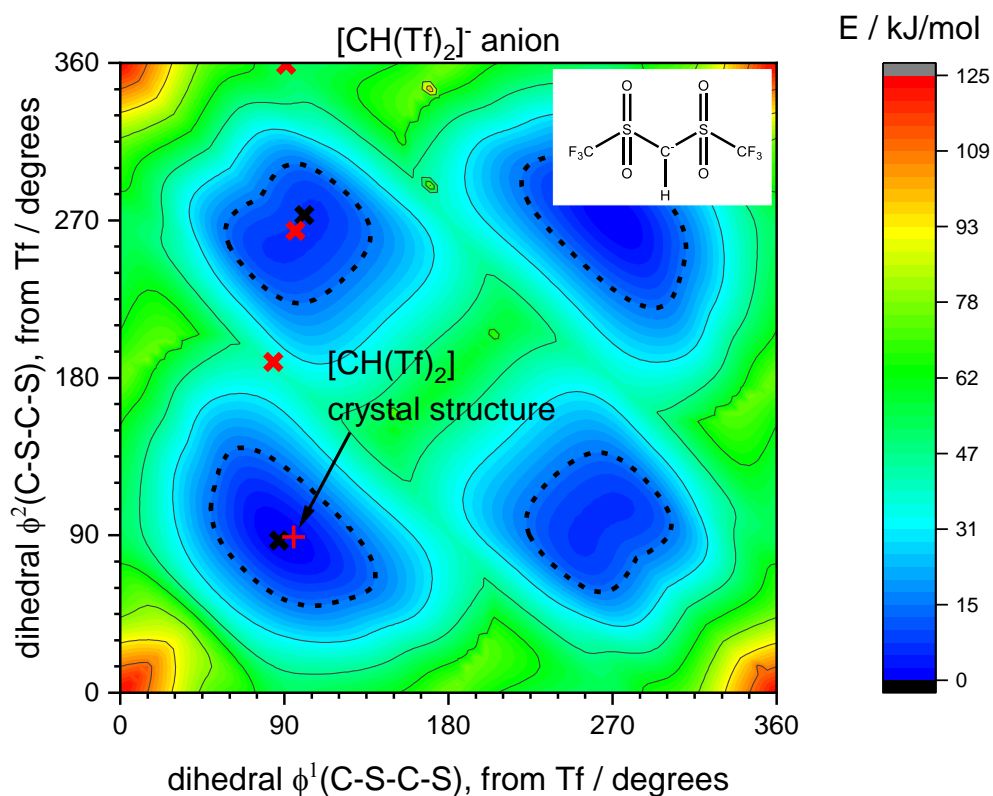 [CH(Tf)₂]⁻ anion
E / kJ/mol
360
270
180
90
0
dihedral ϕ²(C-S-C-S), from Tf / degrees
O O
F₃C S C⁻ S CF₃
O O
H
[CH(Tf)₂]
crystal structure
0 90 180 270 360
dihedral ϕ¹(C-S-C-S), from Tf / degrees
125
109
93
78
62
47
31
15
0